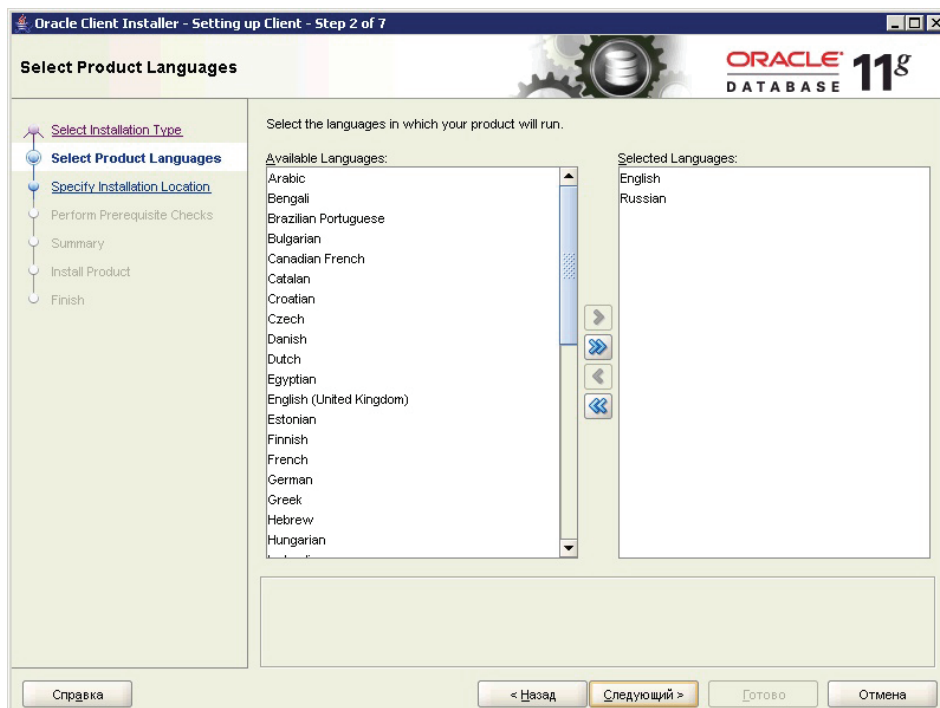 Oracle Client Installer - Setting up Client - Step 2 of 7
Select Product Languages
ORACLE
DATABASE
11g
Select Installation Type
Select Product Languages
Specify Installation Location
Perform Prerequisite Checks
Summary
Install Product
Finish
Select the languages in which your product will run.
Available Languages:
Arabic
Bengali
Brazilian Portuguese
Bulgarian
Canadian French
Catalan
Croatian
Czech
Danish
Dutch
Egyptian
English (United Kingdom)
Estonian
Finnish
French
German
Greek
Hebrew
Hungarian
Selected Languages:
English
Russian
Справка
< Назад
Следующий >
Готово
Отмена